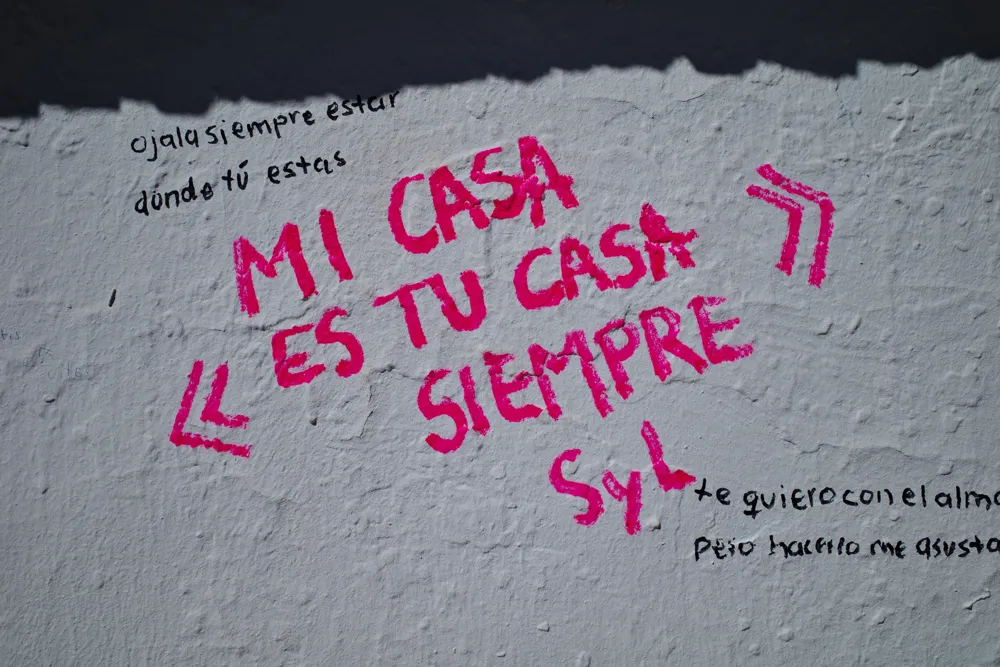 ojala siempre estar
dónde tú estas
MI CASA
ES TU CASA
SIEMPRE
SyL
te quiero con el alma
pero hacerlo me asusta